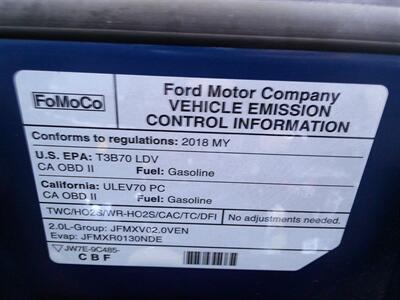 FoMoCo
Ford Motor Company
VEHICLE EMISSION
CONTROL INFORMATION
Conforms to regulations: 2018 MY
U.S. EPA: T3B70 LDV
CA OBD II Fuel: Gasoline
California: ULEV70 PC
CA OBD II Fuel: Gasoline
TWC/HO2S/WR-HO2S/CAC/TC/DFI No adjustments needed.
2.0L-Group: JFMXV02.0VEN
Evap: JFMXR0130NDE
JW7E-9C485-
CBF